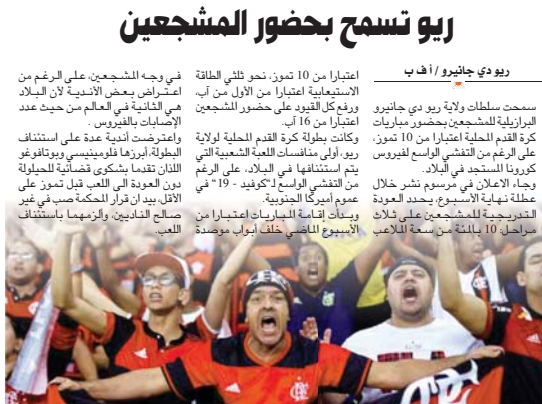 ريو تسمح بحضور المشجعين
ريو دي جانيرو / أ ف ب
سمحت سلطات ولاية ريو دي جانيرو
البرازيلية للمشجعين بحضور مباريات
كرة القدم المحلية اعتبارا من 10 تموز،
على الرغم من التفشي الواسع لفيروس
كورونا المستجد في البلاد.
وجاء الاعلان في مرسوم نشر خلال
عطلة نهاية الأسبوع، يحدد العودة
التدريجية للمشجعين على ثلاث
مراحل: 10 بالمئة من سعة الملاعب
اعتبارا من 10 تموز، نحو ثلثي الطاقة
الاستيعابية اعتبارا من الأول من آب،
ورفع كل القيود على حضور المشجعين
اعتبارا من 16 آب.
وكانت بطولة كرة القدم المحلية لولاية
ريو، أولى منافسات اللعبة الشعبية التي
يتم استئنافها في البلاد، على الرغم
من التفشي الواسع لـ"كوفيد - 19" في
عموم أميركا الجنوبية.
وبدأت إقامة المباريات اعتبارا من
الأسبوع الماضي خلف أبواب موصدة
في وجه المشجعين، على الرغم من
اعتراض بعض الأندية لأن البلاد
هي الثانية في العالم من حيث عدد
الإصابات بالفيروس.
واعترضت أندية عدة على استئناف
البطولة، أبرزها فلومينيسي وبوتافوغو
اللذان تقدما بشكوى قضائية للحيلولة
دون العودة الى اللعب قبل تموز على
الأقل، بيد ان قرار المحكمة صب في غير
صالح الناديين، وألزمهما باستئناف
اللعب.